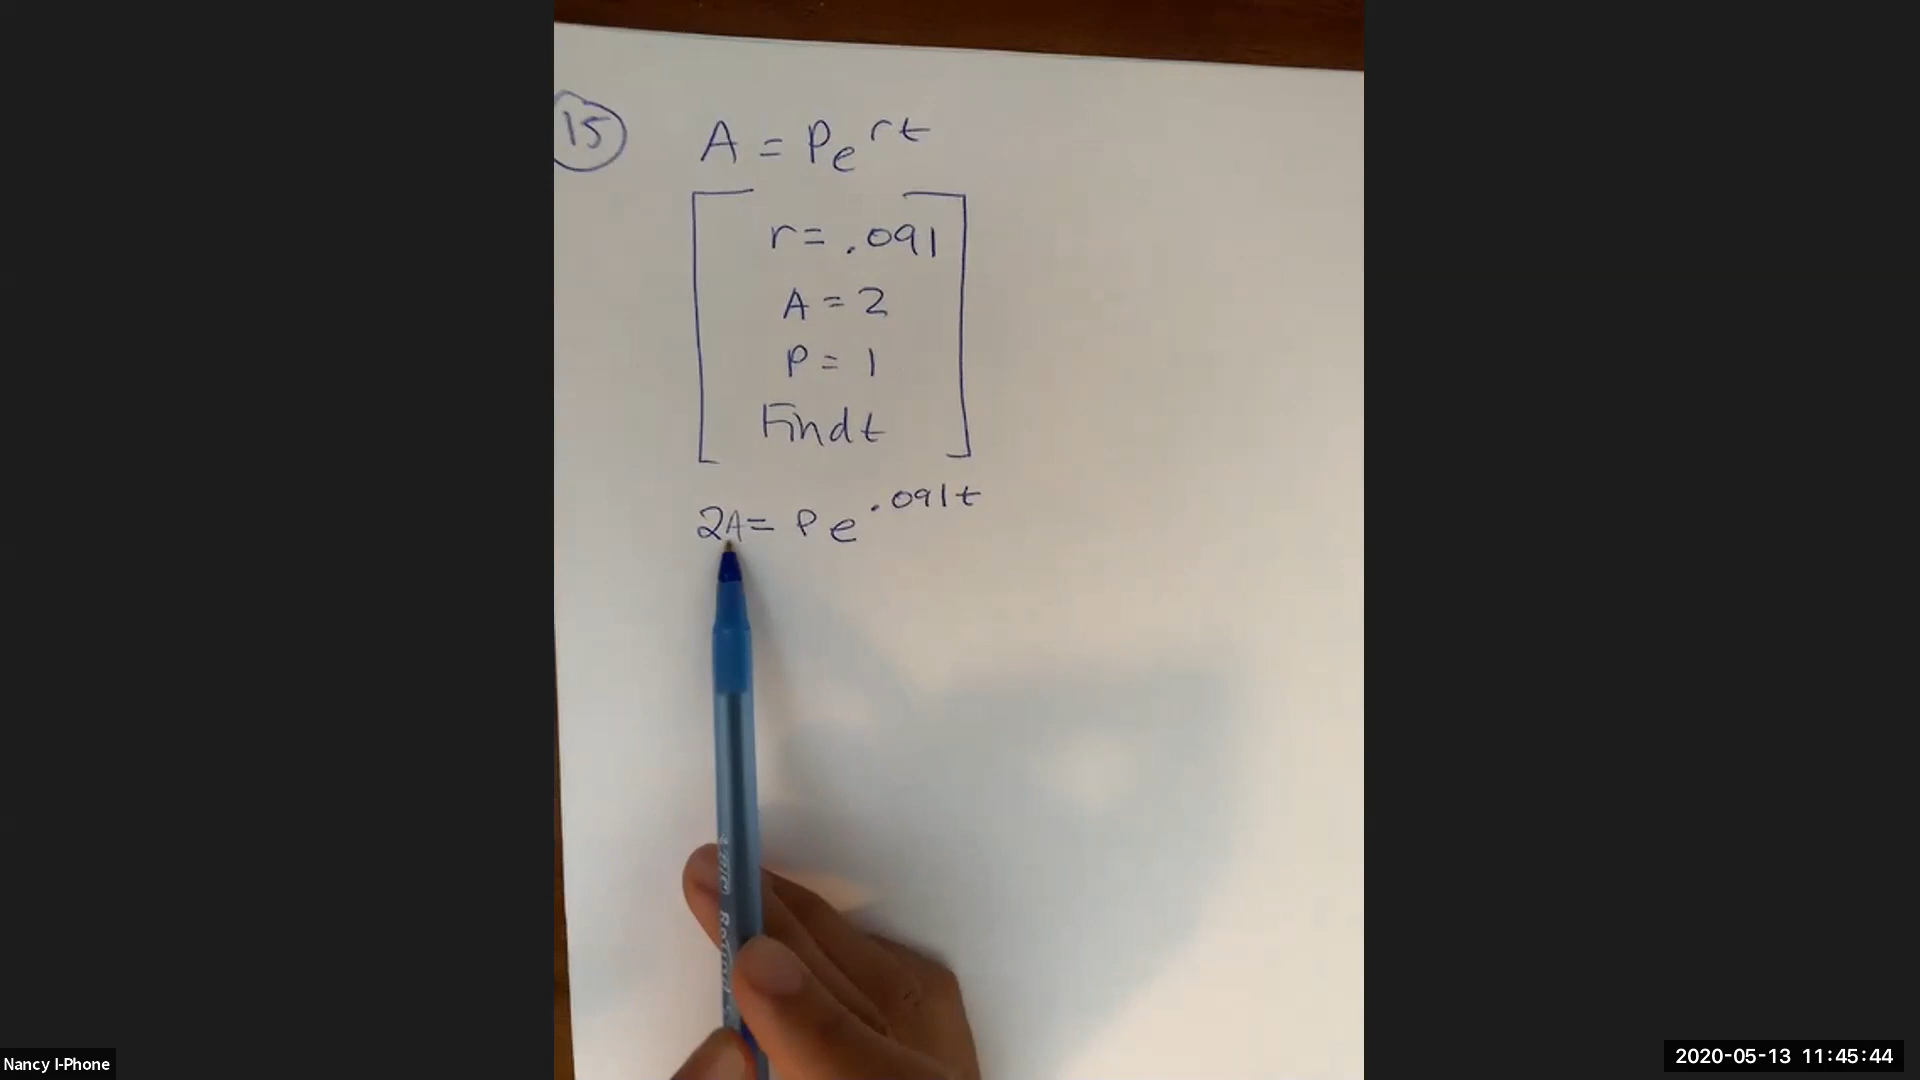 15
A = Pe^rt
r = .091
A = 2
P = 1
Find t
2A = Pe^.091t
Nancy I-Phone
2020-05-13 11:45:44